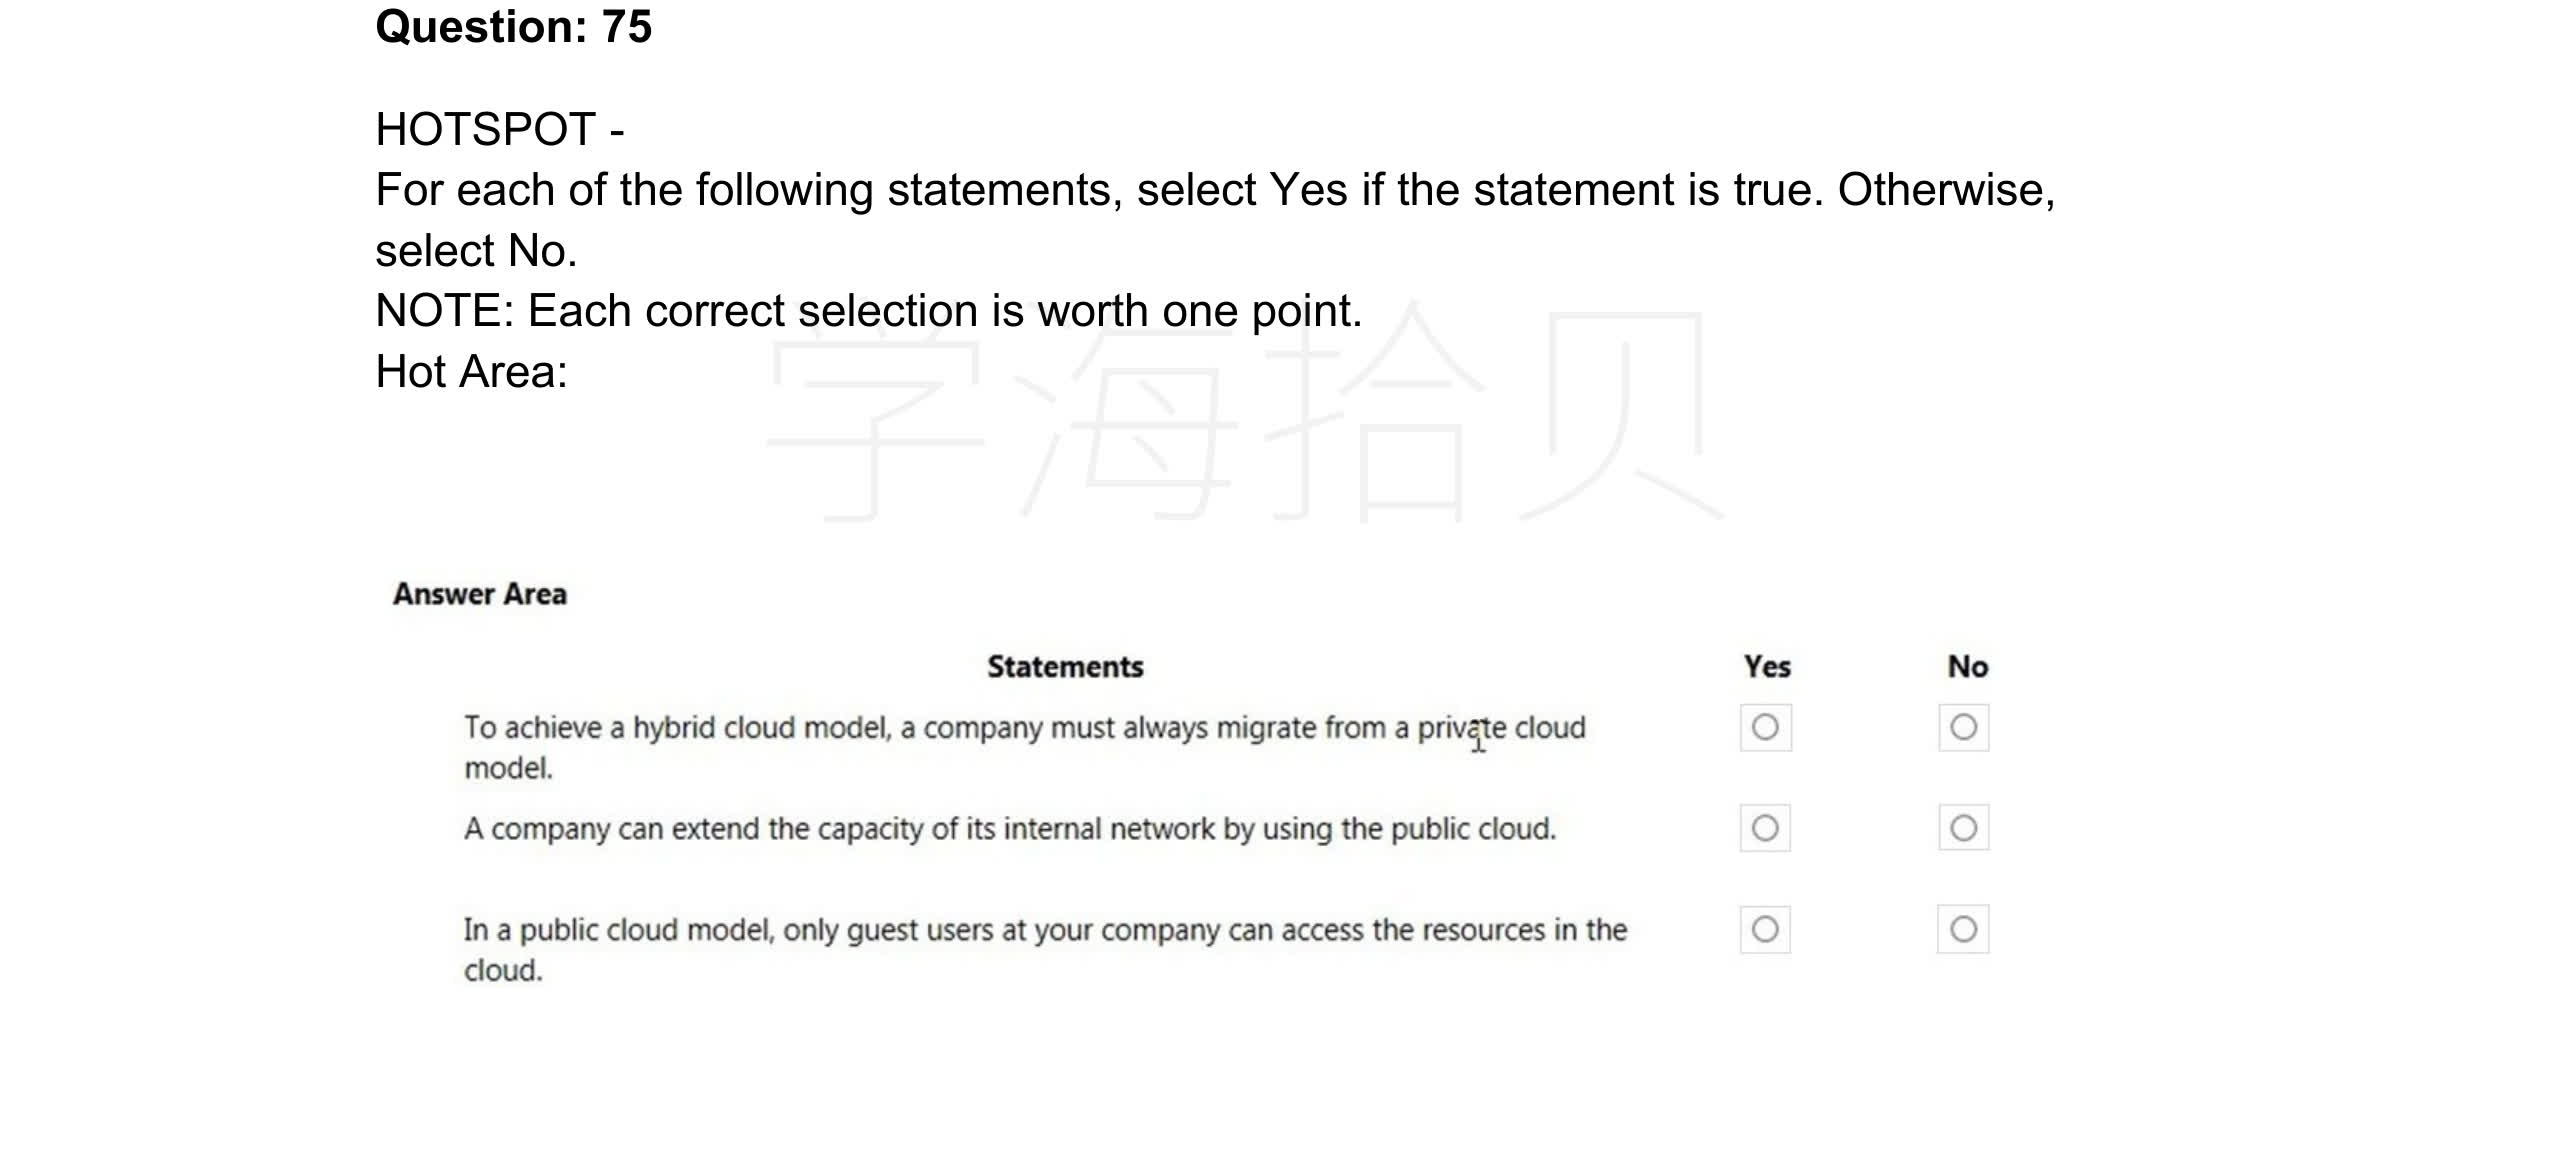 Question: 75
HOTSPOT -
For each of the following statements, select Yes if the statement is true. Otherwise,
select No.
NOTE: Each correct selection is worth one point.
Hot Area:
学海拾贝
Answer Area
Statements Yes No
To achieve a hybrid cloud model, a company must always migrate from a private cloud
model.
A company can extend the capacity of its internal network by using the public cloud.
In a public cloud model, only guest users at your company can access the resources in the
cloud.